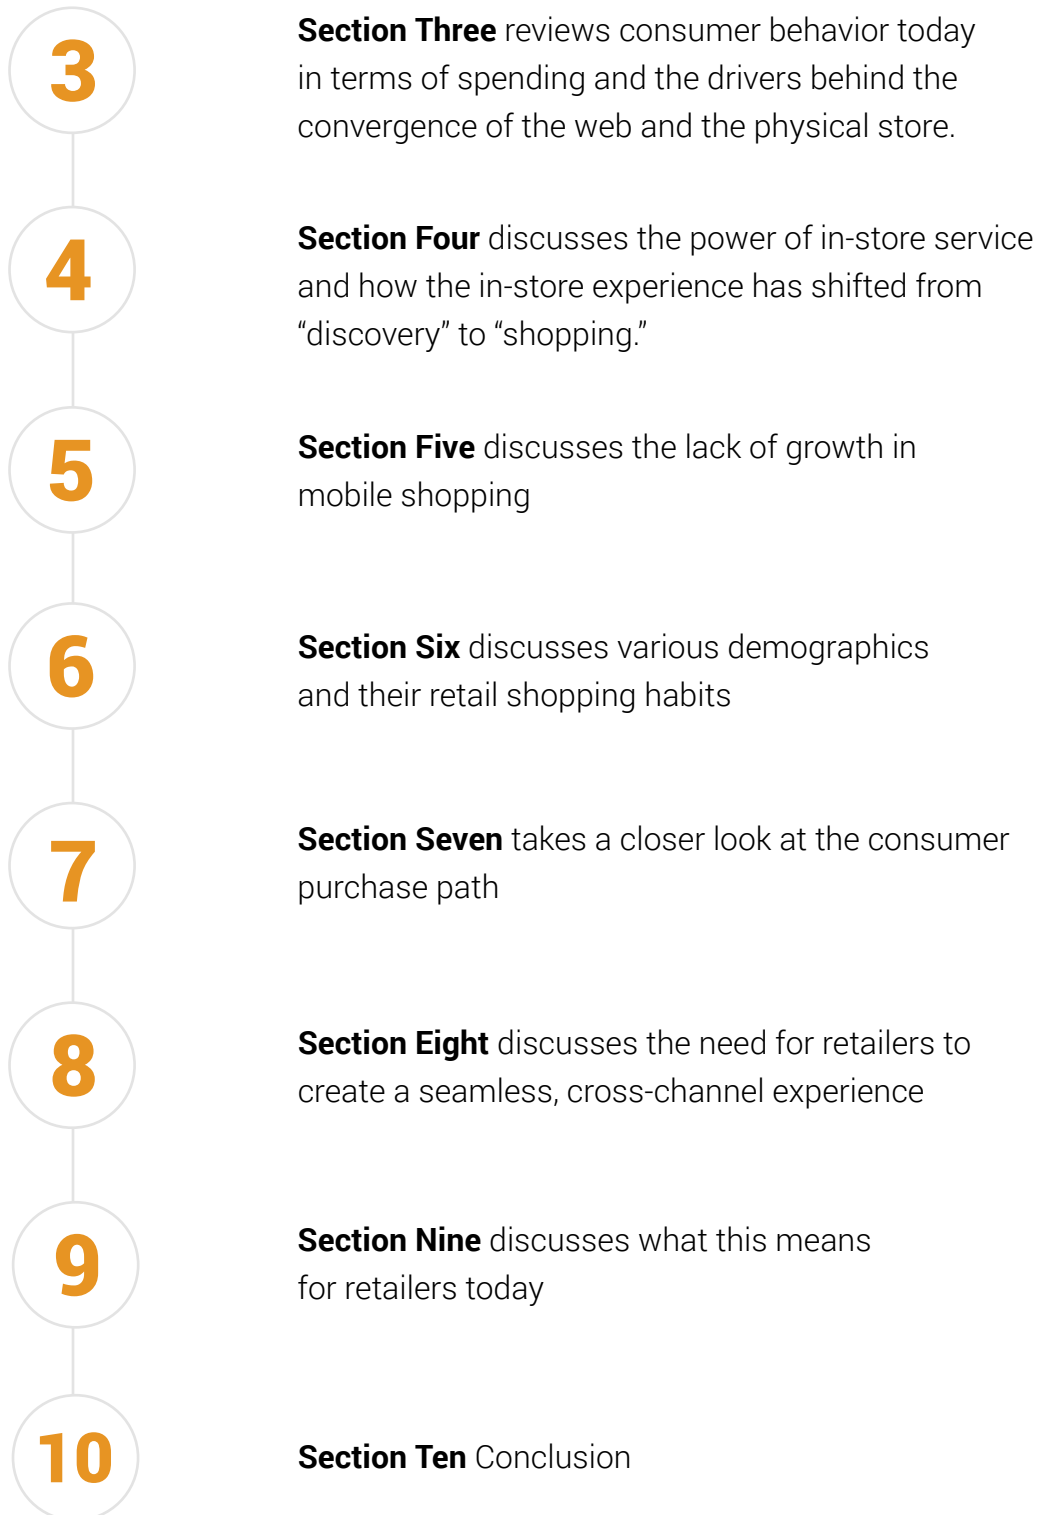 3
Section Three reviews consumer behavior today
in terms of spending and the drivers behind the
convergence of the web and the physical store.
4
Section Four discusses the power of in-store service
and how the in-store experience has shifted from
“discovery” to “shopping.”
5
Section Five discusses the lack of growth in
mobile shopping
6
Section Six discusses various demographics
and their retail shopping habits
7
Section Seven takes a closer look at the consumer
purchase path
8
Section Eight discusses the need for retailers to
create a seamless, cross-channel experience
9
Section Nine discusses what this means
for retailers today
10
Section Ten Conclusion